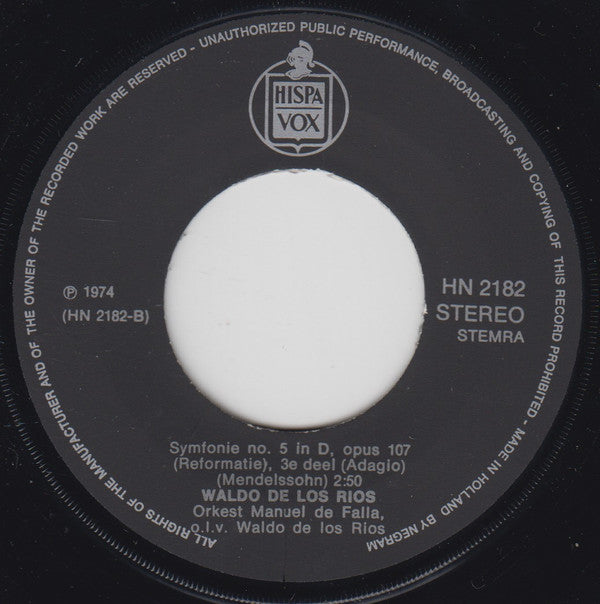 ALL RIGHTS OF THE MANUFACTURER AND OF THE OWNER OF THE RECORDED WORK ARE RESERVED - UNAUTHORIZED PUBLIC PERFORMANCE, BROADCASTING AND COPYING OF THIS RECORD PROHIBITED - MADE IN HOLLAND BY NEGRAM
HISPA
VOX
℗ 1974
(HN 2182-B)
HN 2182
STEREO
STEMRA
Symfonie no. 5 in D, opus 107
(Reformatie), 3e deel (Adagio)
(Mendelssohn) 2:50
WALDO DE LOS RIOS
Orkest Manuel de Falla,
o.l.v. Waldo de los Rios